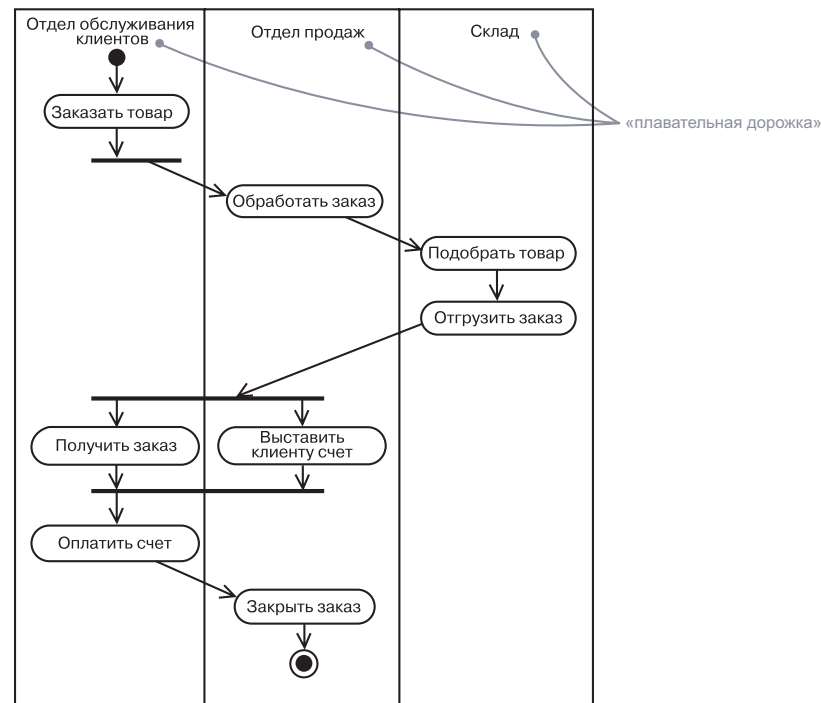 Отдел обслуживания
клиентов
Отдел продаж
Склад
«плавательная дорожка»
Заказать товар
Обработать заказ
Подобрать товар
Отгрузить заказ
Получить заказ
Выставить
клиенту счет
Оплатить счет
Закрыть заказ